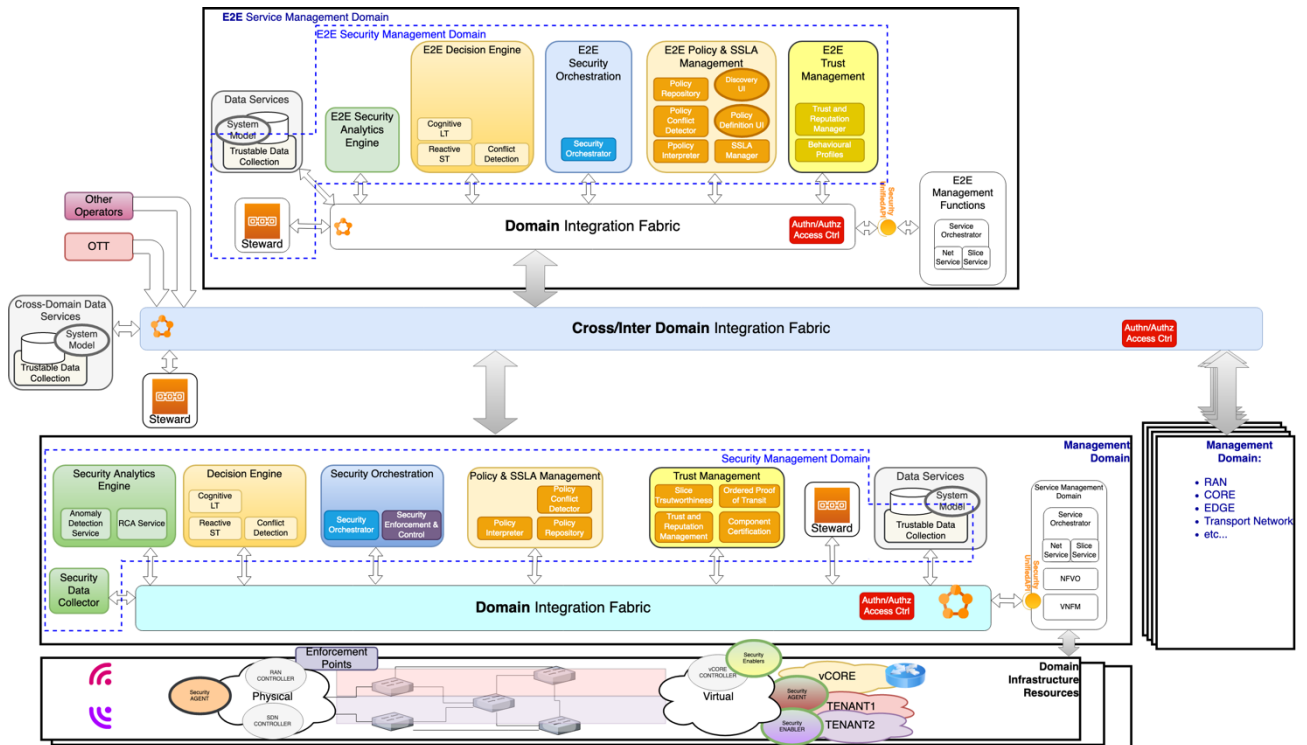 E2E Service Management Domain
E2E Security Management Domain
Data Services
System
Model
Trustable Data
Collection
E2E Security
Analytics
Engine
E2E Decision Engine
Cognitive
LT
Reactive
ST
Conflict
Detection
E2E
Security
Orchestration
Security
Orchestrator
E2E Policy & SSLA
Management
Policy
Repository
Discovery
UI
Policy
Conflict
Detector
Policy
Definition UI
Ppolicy
Interpreter
SSLA
Manager
E2E
Trust
Management
Trust and
Reputation
Manager
Behavioural
Profiles
Steward
Domain Integration Fabric
Authn/Authz
Access Ctrl
Security
UnifiedAPI
E2E
Management
Functions
Service
Orchestrator
Net
Service
Slice
Service
Other
Operators
OTT
Cross-Domain Data
Services
System
Model
Trustable Data
Collection
Cross/Inter Domain Integration Fabric
Authn/Authz
Access Ctrl
Steward
Management
Domain
Security Management Domain
Security Analytics
Engine
Anomaly
Detection
Service
RCA Service
Decision Engine
Cognitive
LT
Reactive
ST
Conflict
Detection
Security Orchestration
Security
Orchestrator
Security
Enforcement &
Control
Policy & SSLA Management
Policy
Conflict
Detector
Policy
Interpreter
Policy
Repository
Trust Management
Slice
Trsutworthiness
Ordered Proof of
Transit
Trust and
Reputation
Management
Component
Certification
Steward
Data Services
System
Model
Trustable Data
Collection
Security
Data
Collector
Domain Integration Fabric
Authn/Authz
Access Ctrl
Security
UnifiedAPI
Service Management
Domain
Service
Orchestrator
Net
Service
Slice
Service
NFVO
VNFM
Management
Domain:
• RAN
• CORE
• EDGE
• Transport Network
• etc...
Enforcement
Points
Security
AGENT
RAN
CONTROLLER
Physical
SDN
CONTROLLER
vCORE
CONTROLLER
Virtual
Security
Enablers
vCORE
Security
AGENT
TENANT1
Security
ENABLER
TENANT2
Domain
Infrastructure
Resources